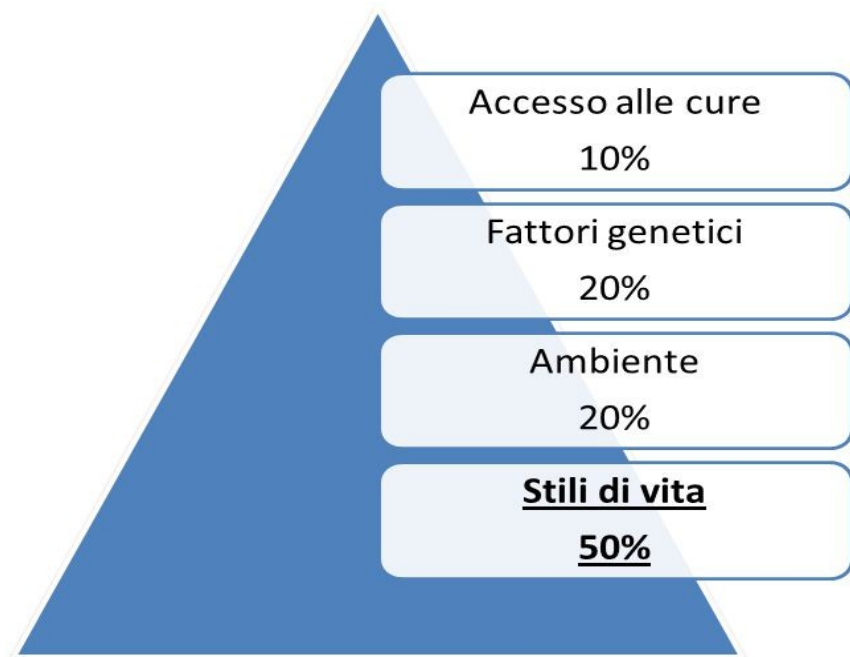 Accesso alle cure
10%
Fattori genetici
20%
Ambiente
20%
Stili di vita
50%